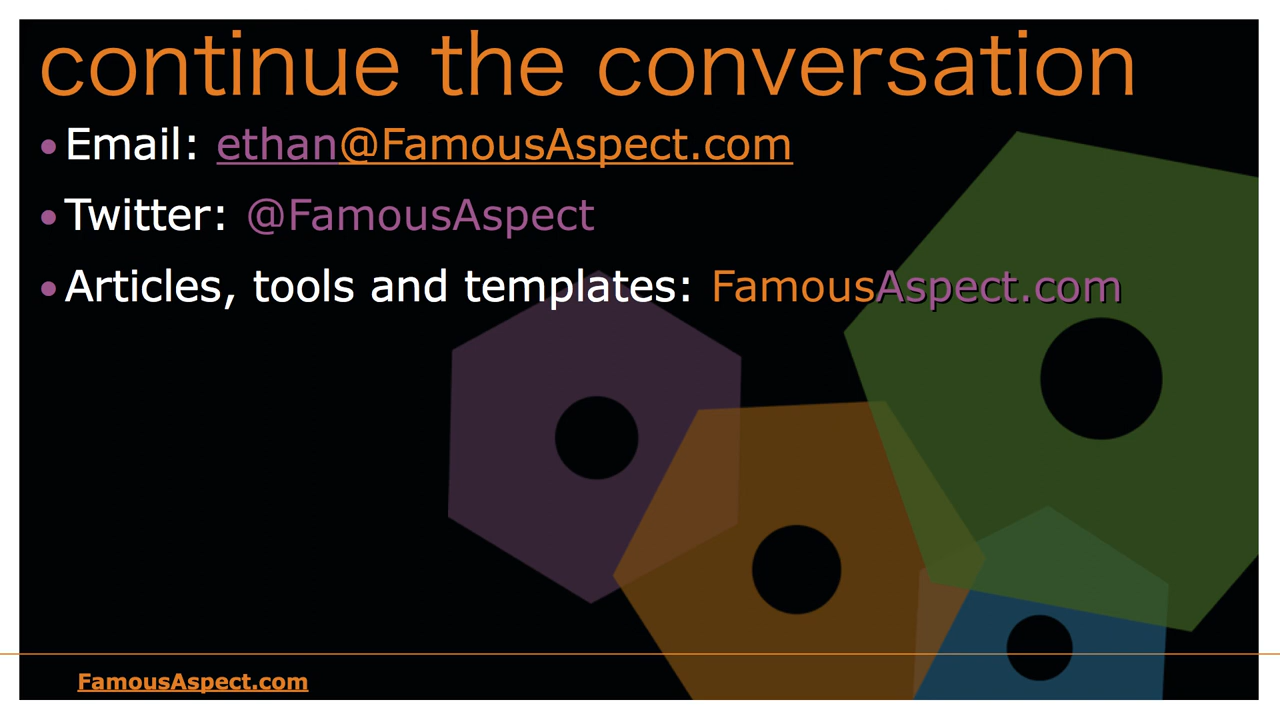 continue the conversation
• Email: ethan@FamousAspect.com
• Twitter: @FamousAspect
• Articles, tools and templates: FamousAspect.com
FamousAspect.com